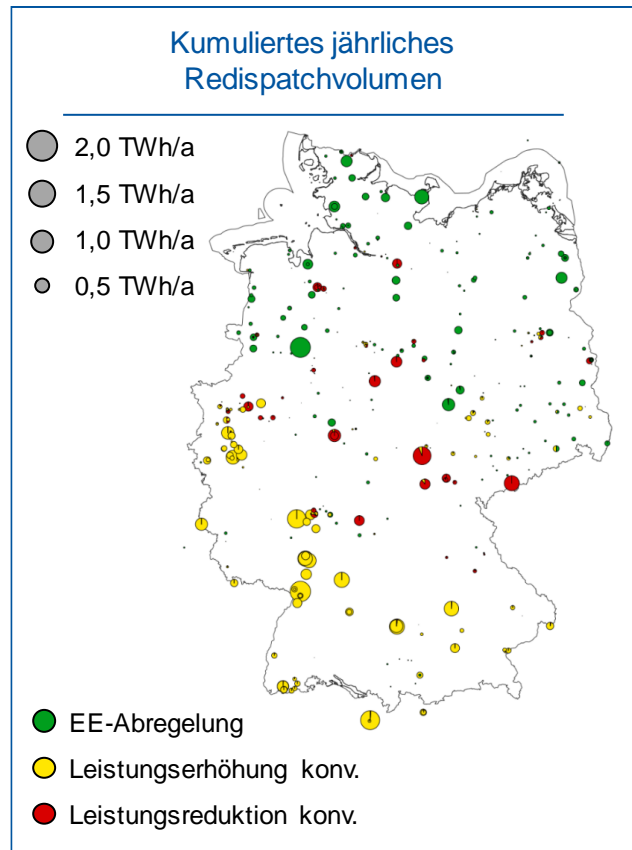 Kumuliertes jährliches
Redispatchvolumen
2,0 TWh/a
1,5 TWh/a
1,0 TWh/a
0,5 TWh/a
EE-Abregelung
Leistungserhöhung konv.
Leistungsreduktion konv.